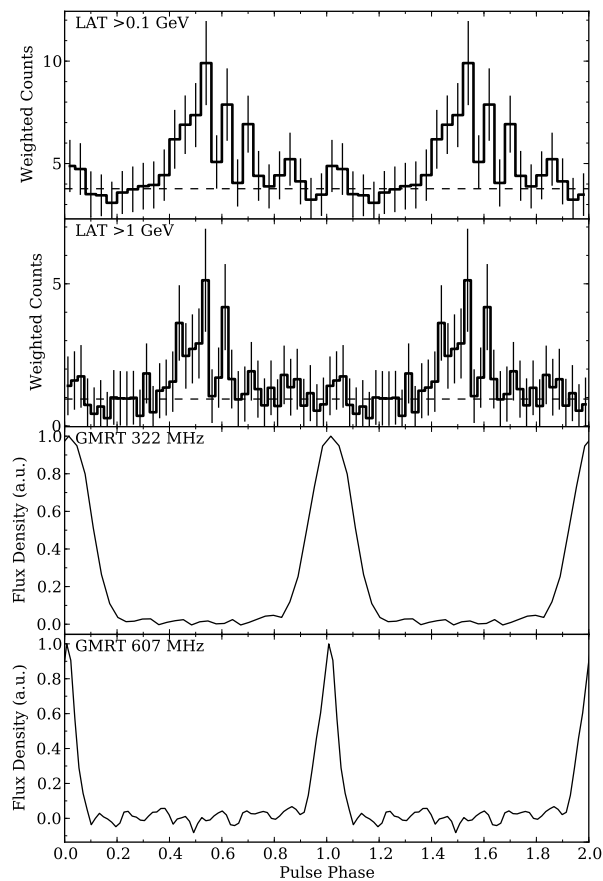 LAT >0.1 GeV
10
5
Weighted Counts
LAT >1 GeV
5
0
Weighted Counts
GMRT 322 MHz
1.0
0.8
0.6
0.4
0.2
0.0
Flux Density (a.u.)
GMRT 607 MHz
1.0
0.8
0.6
0.4
0.2
0.0
Flux Density (a.u.)
0.0 0.2 0.4 0.6 0.8 1.0 1.2 1.4 1.6 1.8 2.0
Pulse Phase